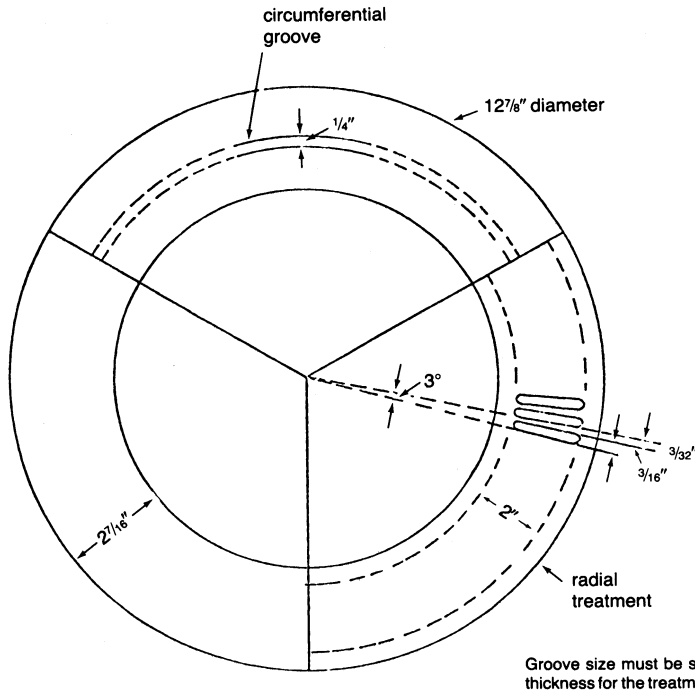 circumferential
groove
12⅞" diameter
¼"
3°
3/32"
3/16"
2"
2 7/16"
radial
treatment
Groove size must be s
thickness for the treatm